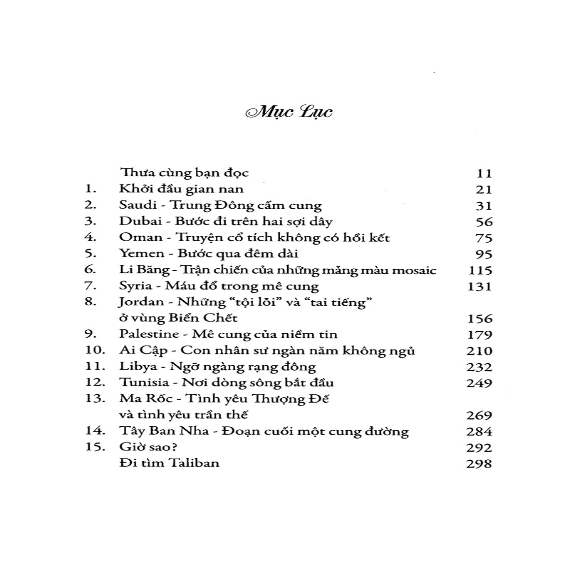 Mục Lục
Thưa cùng bạn đọc 11
1. Khởi đầu gian nan 21
2. Saudi - Trung Đông cấm cung 31
3. Dubai - Bước đi trên hai sợi dây 56
4. Oman - Truyện cổ tích không có hồi kết 75
5. Yemen - Bước qua đêm dài 95
6. Li Băng - Trận chiến của những mảng màu mosaic 115
7. Syria - Máu đổ trong mê cung 131
8. Jordan - Những “tội lỗi” và “tai tiếng”
ở vùng Biển Chết 156
9. Palestine - Mê cung của niềm tin 179
10. Ai Cập - Con nhân sư ngàn năm không ngủ 210
11. Libya - Ngỡ ngàng rạng đông 232
12. Tunisia - Nơi dòng sông bắt đầu 249
13. Ma Rốc - Tình yêu Thượng Đế
và tình yêu trần thế 269
14. Tây Ban Nha - Đoạn cuối một cung đường 284
15. Giờ sao? 292
Đi tìm Taliban 298